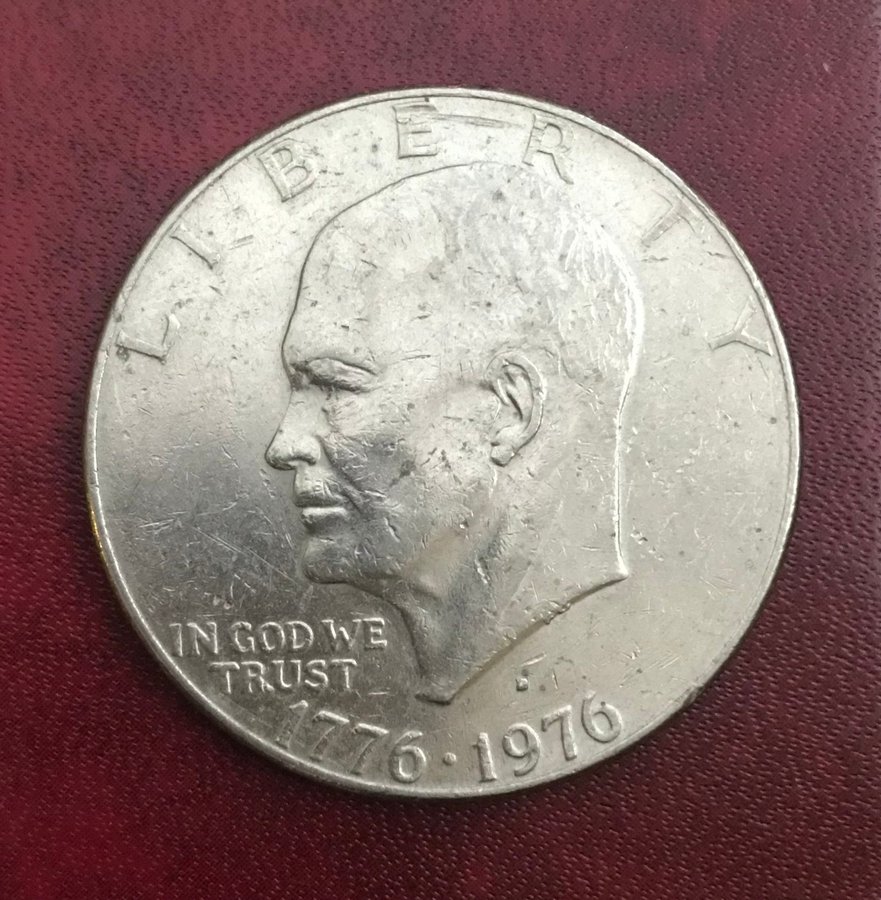 LIBERTY
IN GOD WE
TRUST
1776·1976